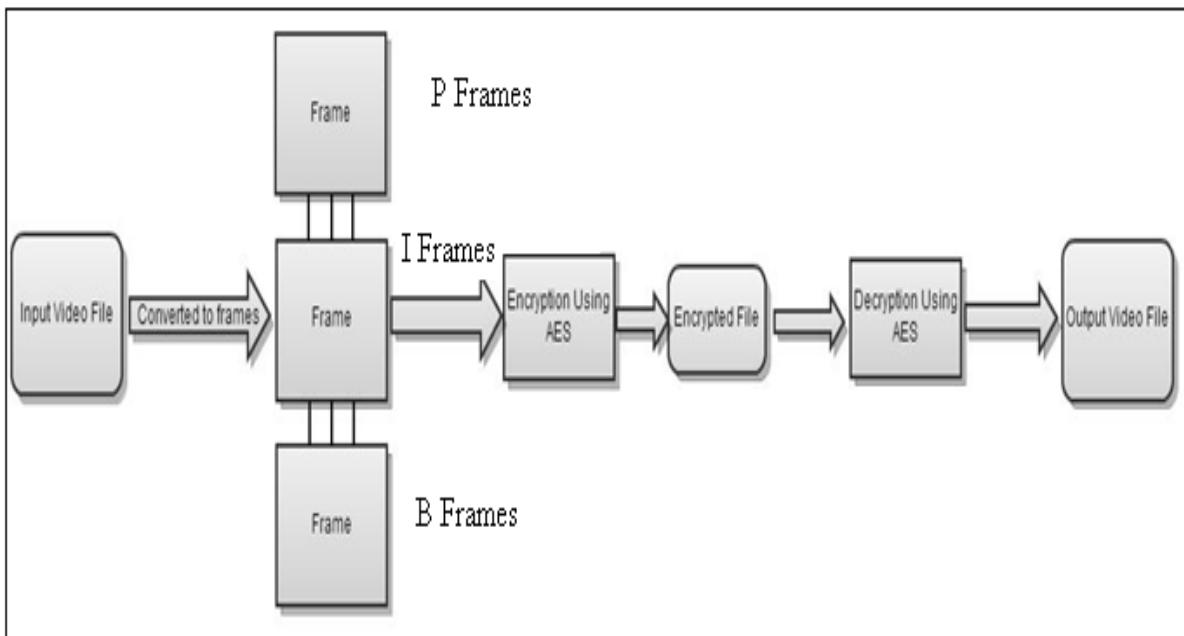 Frame
P Frames
Input Video File
Converted to frames
Frame
I Frames
Encryption Using
AES
Encrypted File
Decryption Using
AES
Output Video File
Frame
B Frames